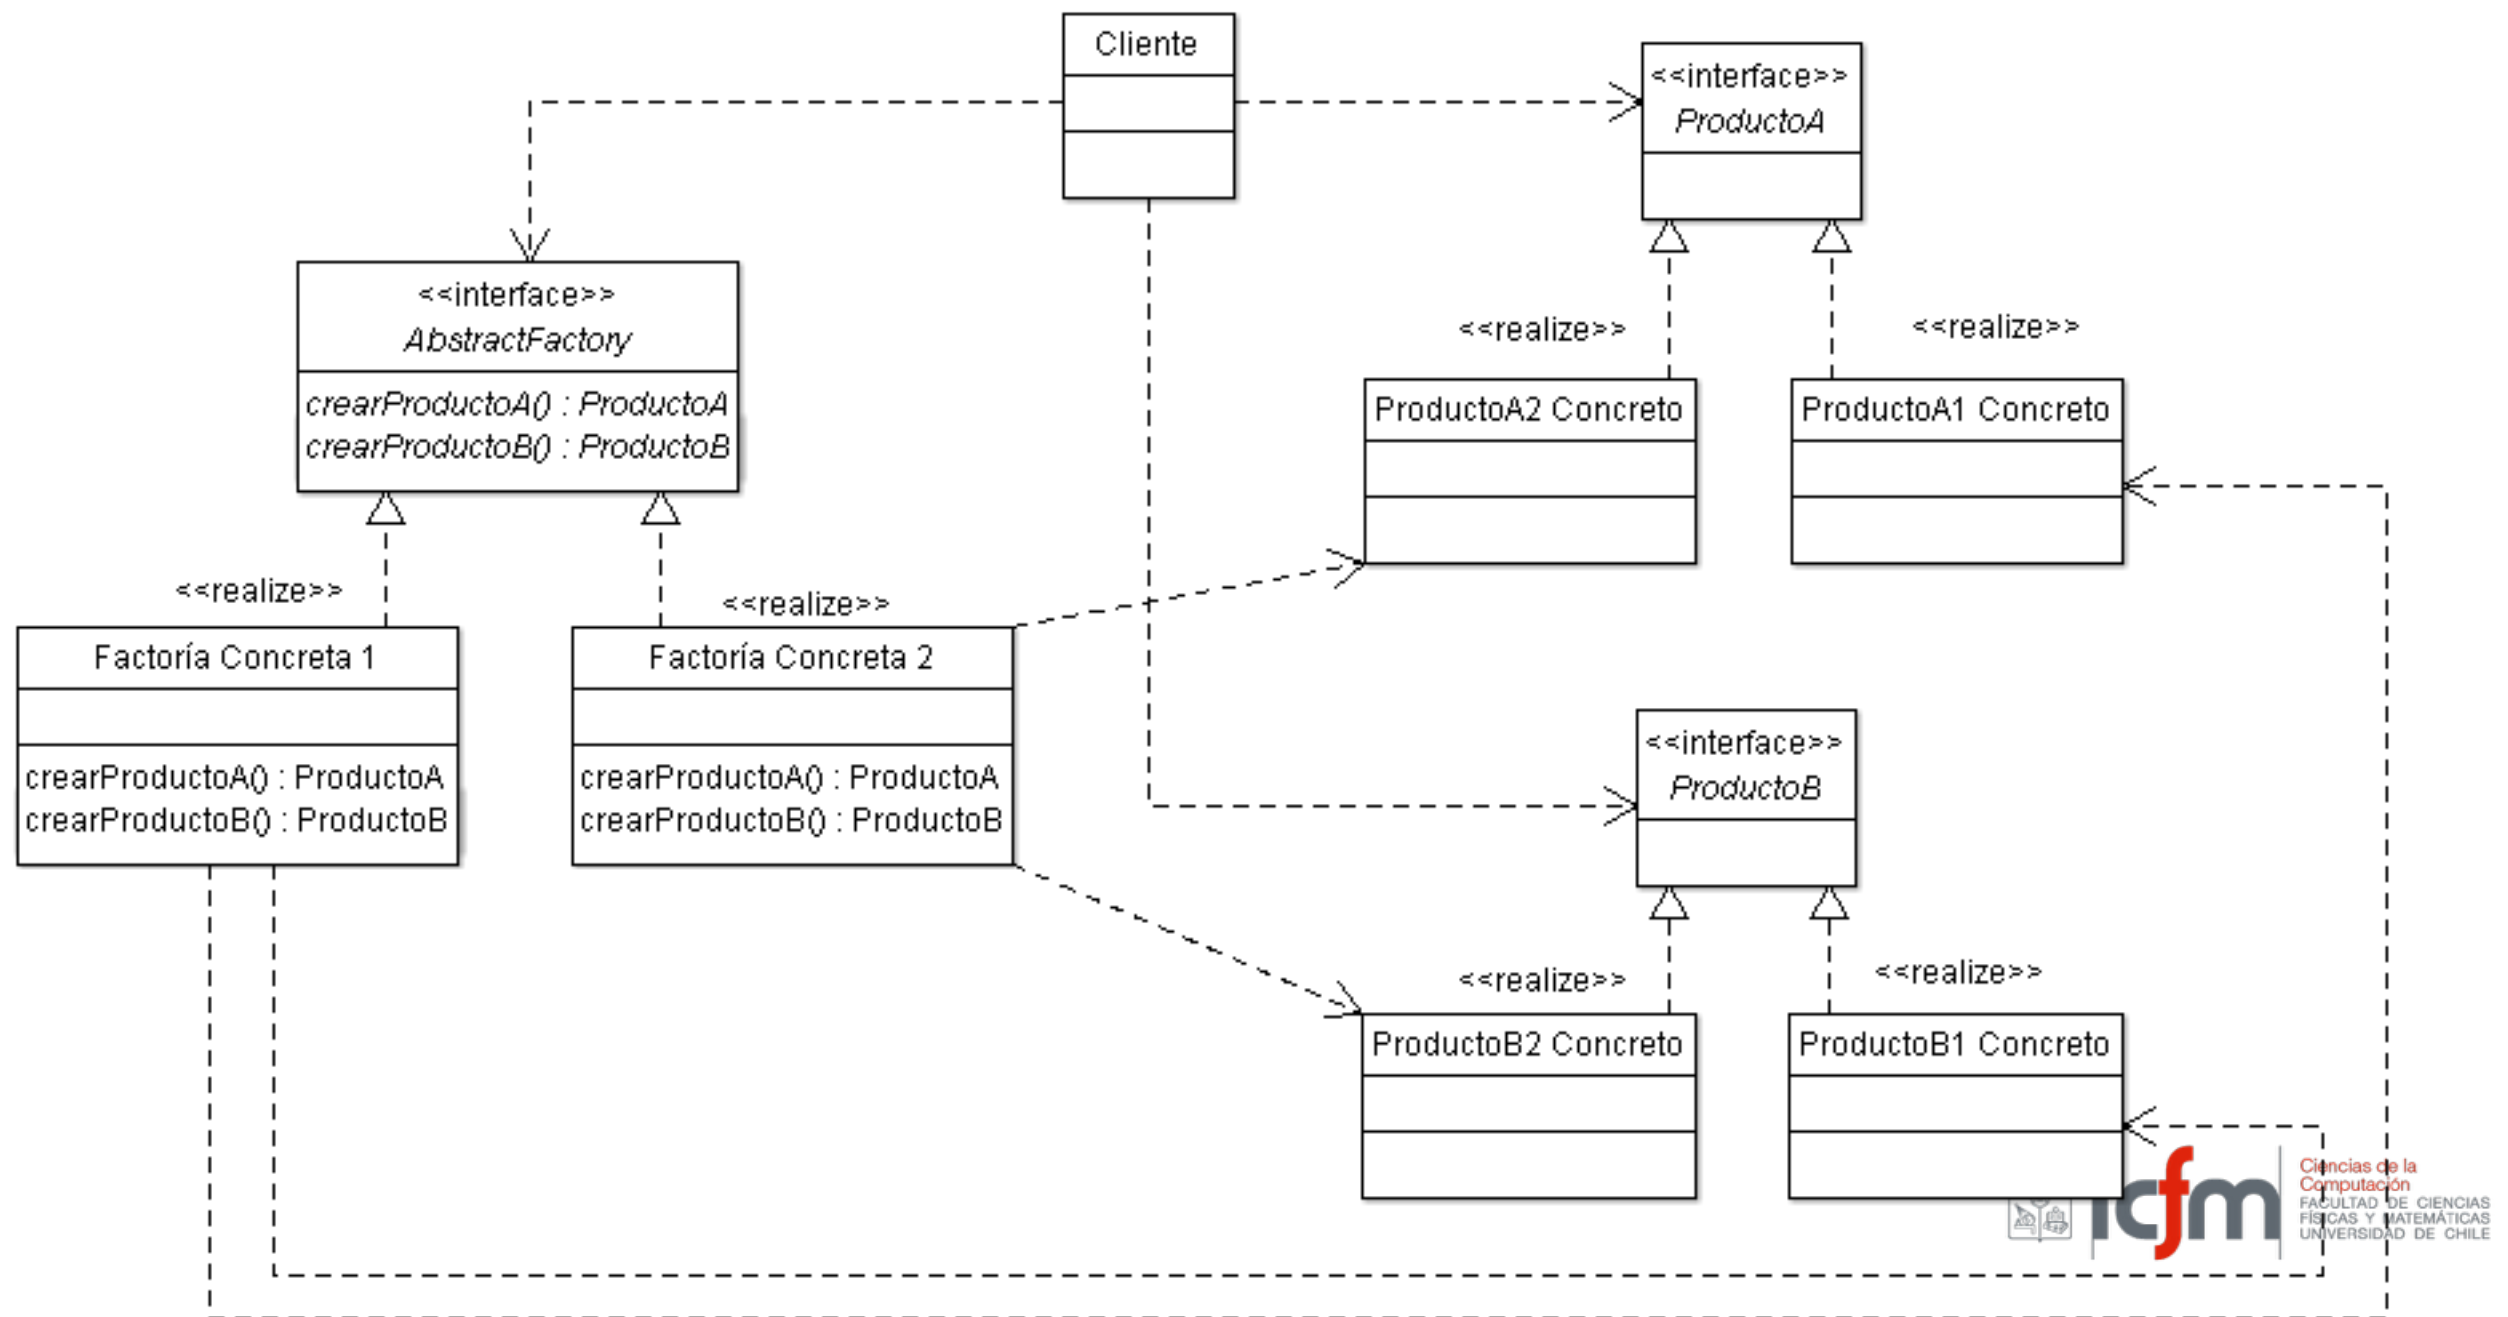 Cliente
<<interface>>
ProductoA
<<interface>>
AbstractFactory
crearProductoA() : ProductoA
crearProductoB() : ProductoB
<<realize>>
<<realize>>
ProductoA2 Concreto
ProductoA1 Concreto
<<realize>>
<<realize>>
Factoría Concreta 1
crearProductoA() : ProductoA
crearProductoB() : ProductoB
Factoría Concreta 2
crearProductoA() : ProductoA
crearProductoB() : ProductoB
<<interface>>
ProductoB
<<realize>>
<<realize>>
ProductoB2 Concreto
ProductoB1 Concreto
fcfm
Ciencias de la
Computación
FACULTAD DE CIENCIAS
FÍSICAS Y MATEMÁTICAS
UNIVERSIDAD DE CHILE